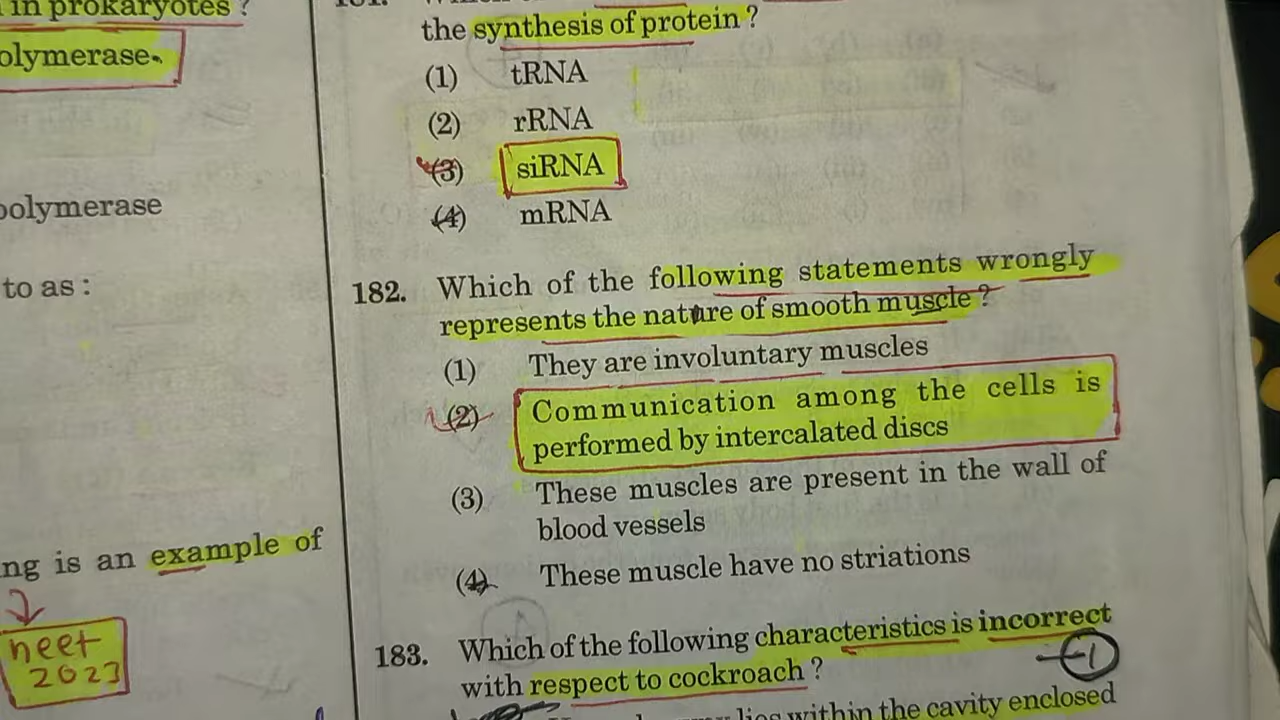 in prokaryotes ?
olymerase.
polymerase
to as :
ng is an example of
neet
2023
the synthesis of protein ?
(1) tRNA
(2) rRNA
(3) siRNA
(4) mRNA
182. Which of the following statements wrongly
represents the nature of smooth muscle ?
(1) They are involuntary muscles
(2) Communication among the cells is
performed by intercalated discs
(3) These muscles are present in the wall of
blood vessels
(4) These muscle have no striations
183. Which of the following characteristics is incorrect
with respect to cockroach ?
-1
lies within the cavity enclosed